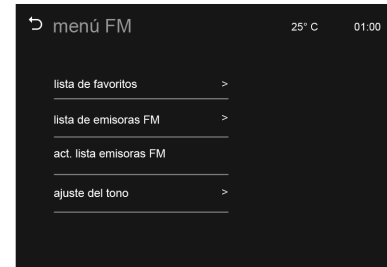 menú FM
25° C
01:00
lista de favoritos >
lista de emisoras FM >
act. lista emisoras FM
ajuste del tono >